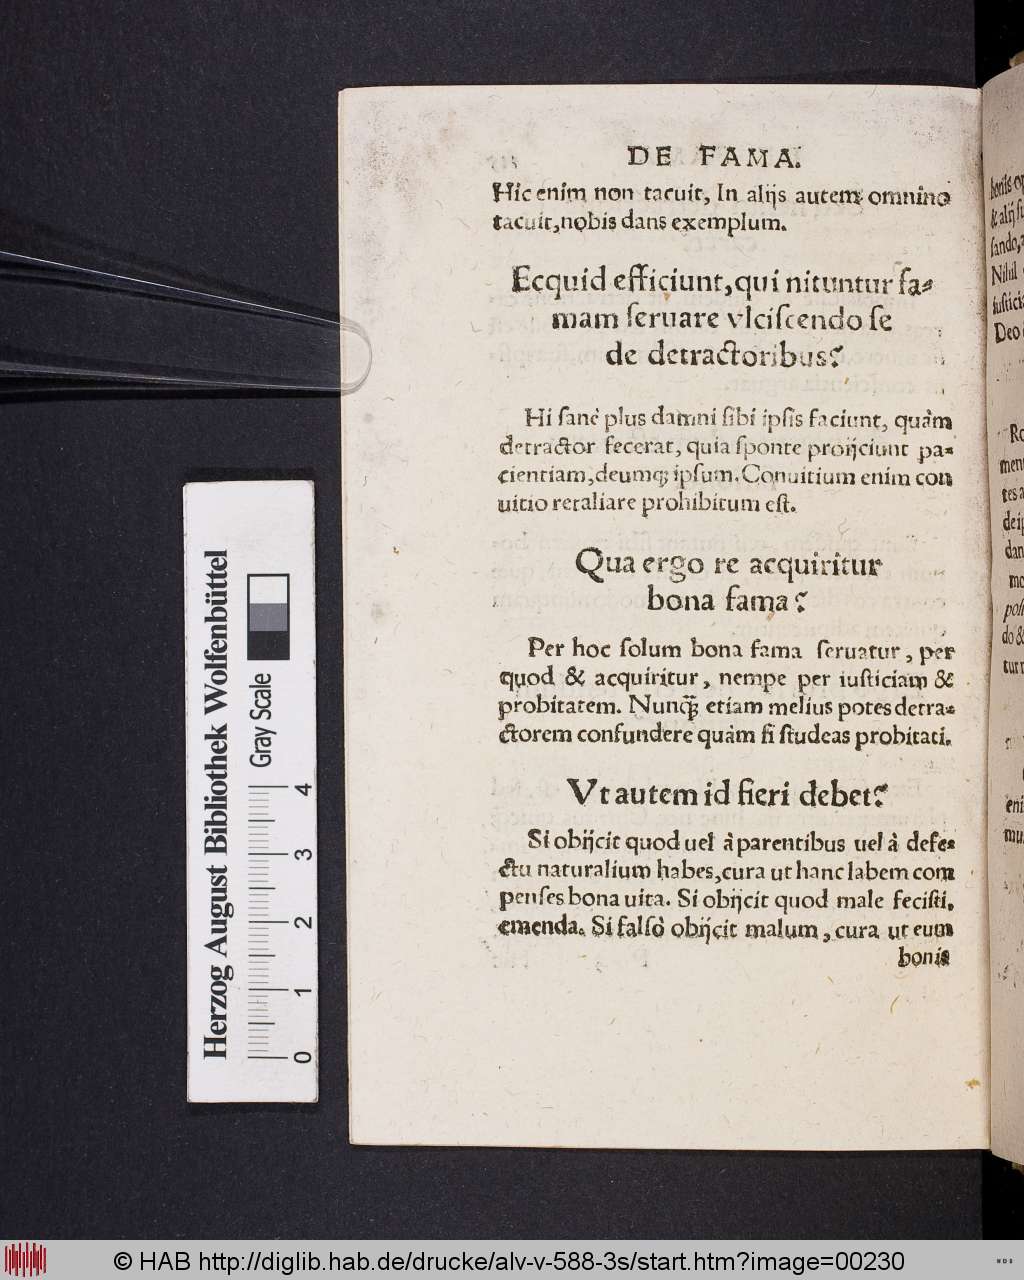 DE FAMA.
Hic enim non tacuit, In alijs autem omnino
tacuit, nobis dans exemplum.
Ecquid efficiunt, qui nituntur fa-
mam ſeruare vlciſcendo ſe
de detractoribus?
Hi ſanè plus damni ſibi ipſis faciunt, quàm
detractor fecerat, quia ſponte proijciunt pa-
cientiam, deumq; ipſum. Conuitium enim con
uitio retaliare prohibitum eſt.
Qua ergo re acquiritur
bona fama?
Per hoc ſolum bona fama ſeruatur, per
quod & acquiritur, nempe per iuſticiam &
probitatem. Nunq̃; etiam melius potes detra-
ctorem confundere quàm ſi ſtudeas probitati.
Vt autem id fieri debet?
Si obijcit quod uel à parentibus uel à defe-
ctu naturalium habes, cura ut hanc labem com
penſes bona uita. Si obijcit quod male feciſti,
emenda. Si falſò obijcit malum, cura ut eum
bonis
Herzog August Bibliothek Wolfenbüttel
Gray Scale
0 1 2 3 4
© HAB http://diglib.hab.de/drucke/alv-v-588-3s/start.htm?image=00230